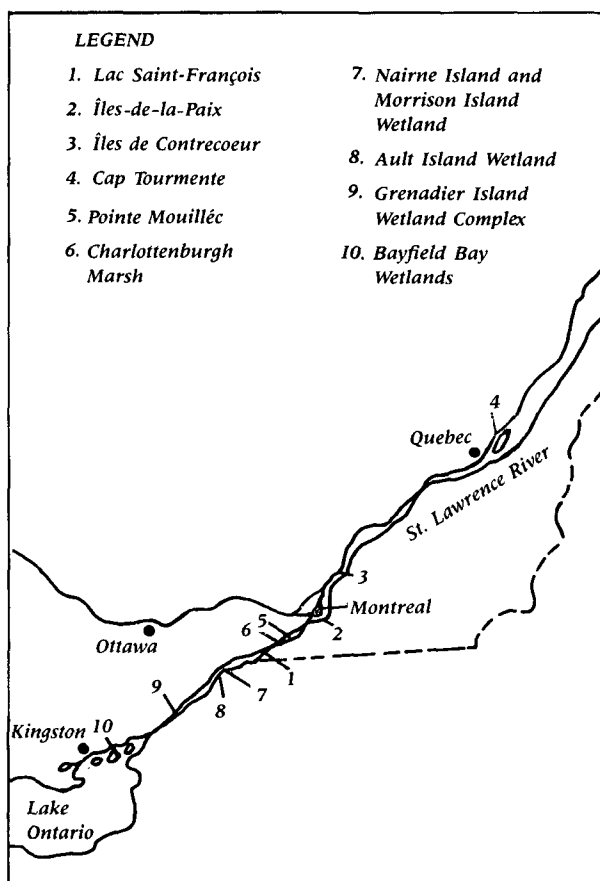 LEGEND
1. Lac Saint-François
2. Îles-de-la-Paix
3. Îles de Contrecoeur
4. Cap Tourmente
5. Pointe Mouilléc
6. Charlottenburgh
Marsh
7. Nairne Island and
Morrison Island
Wetland
8. Ault Island Wetland
9. Grenadier Island
Wetland Complex
10. Bayfield Bay
Wetlands
4
Quebec
St. Lawrence River
3
Montreal
5
2
6
Ottawa
1
7
9
8
Kingston
10
Lake
Ontario